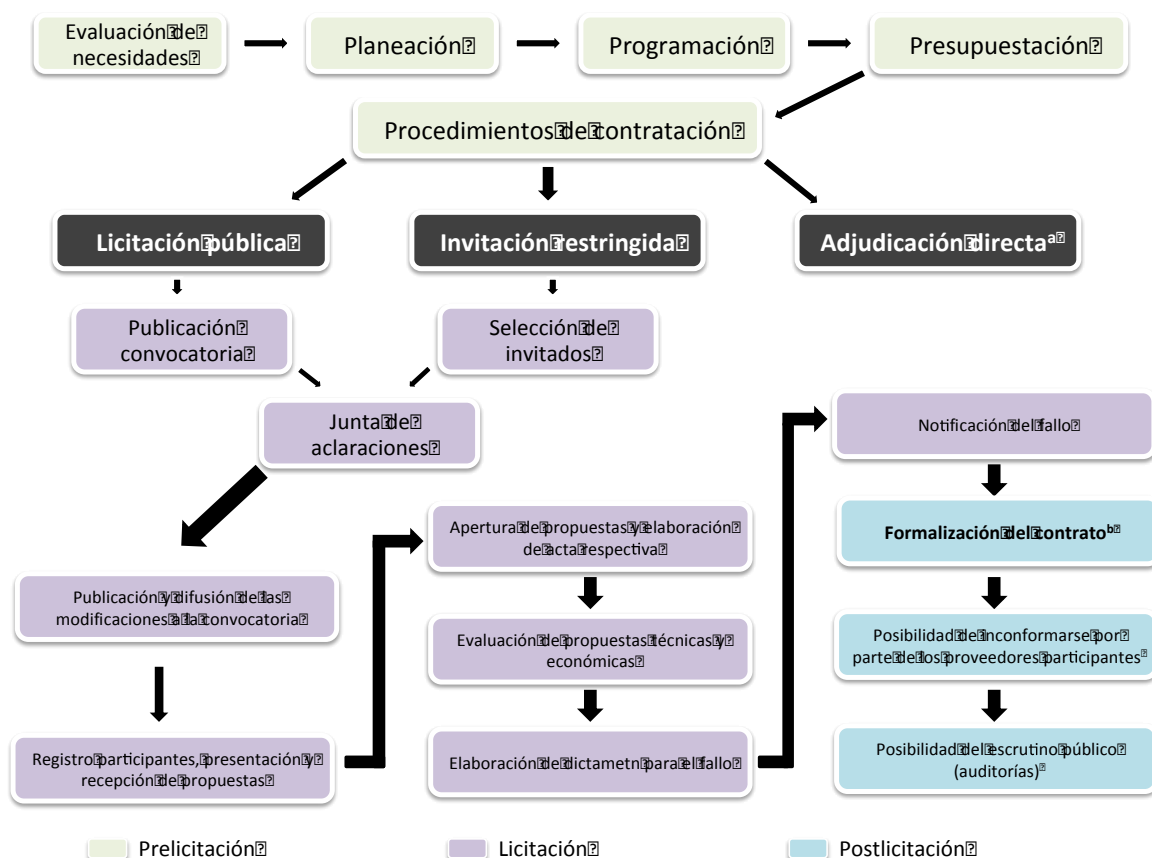 Evaluación de
necesidades
Planeación
Programación
Presupuestación
Procedimientos de contratación
Licitación pública
Invitación restringida
Adjudicación directaᵃ
Publicación
convocatoria
Selección de
invitados
Junta de
aclaraciones
Publicación y difusión de las
modificaciones a la convocatoria
Registro participantes, presentación y
recepción de propuestas
Apertura de propuestas y elaboración
de acta respectiva
Evaluación de propuestas técnicas y
económicas
Elaboración de dictametn para el fallo
Notificación del fallo
Formalización del contratoᵇ
Posibilidad de inconformarse por
parte de los proveedores participantes
Posibilidad del escrutino público
(auditorías)
Prelicitación
Licitación
Postlicitación